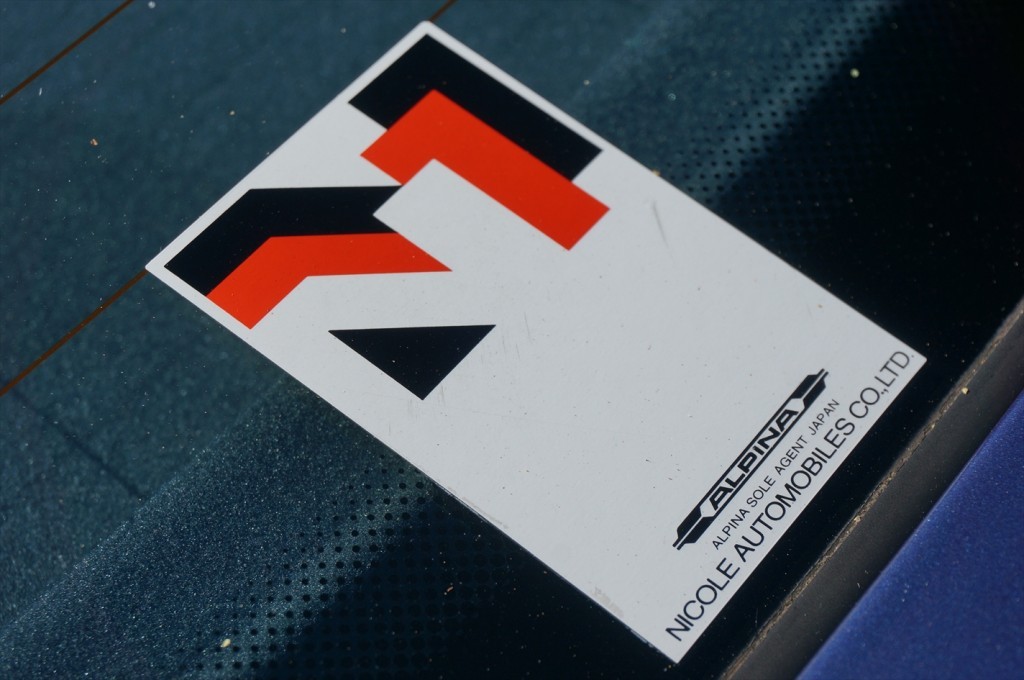 ALPINA
ALPINA SOLE AGENT JAPAN
NICOLE AUTOMOBILES CO.,LTD.